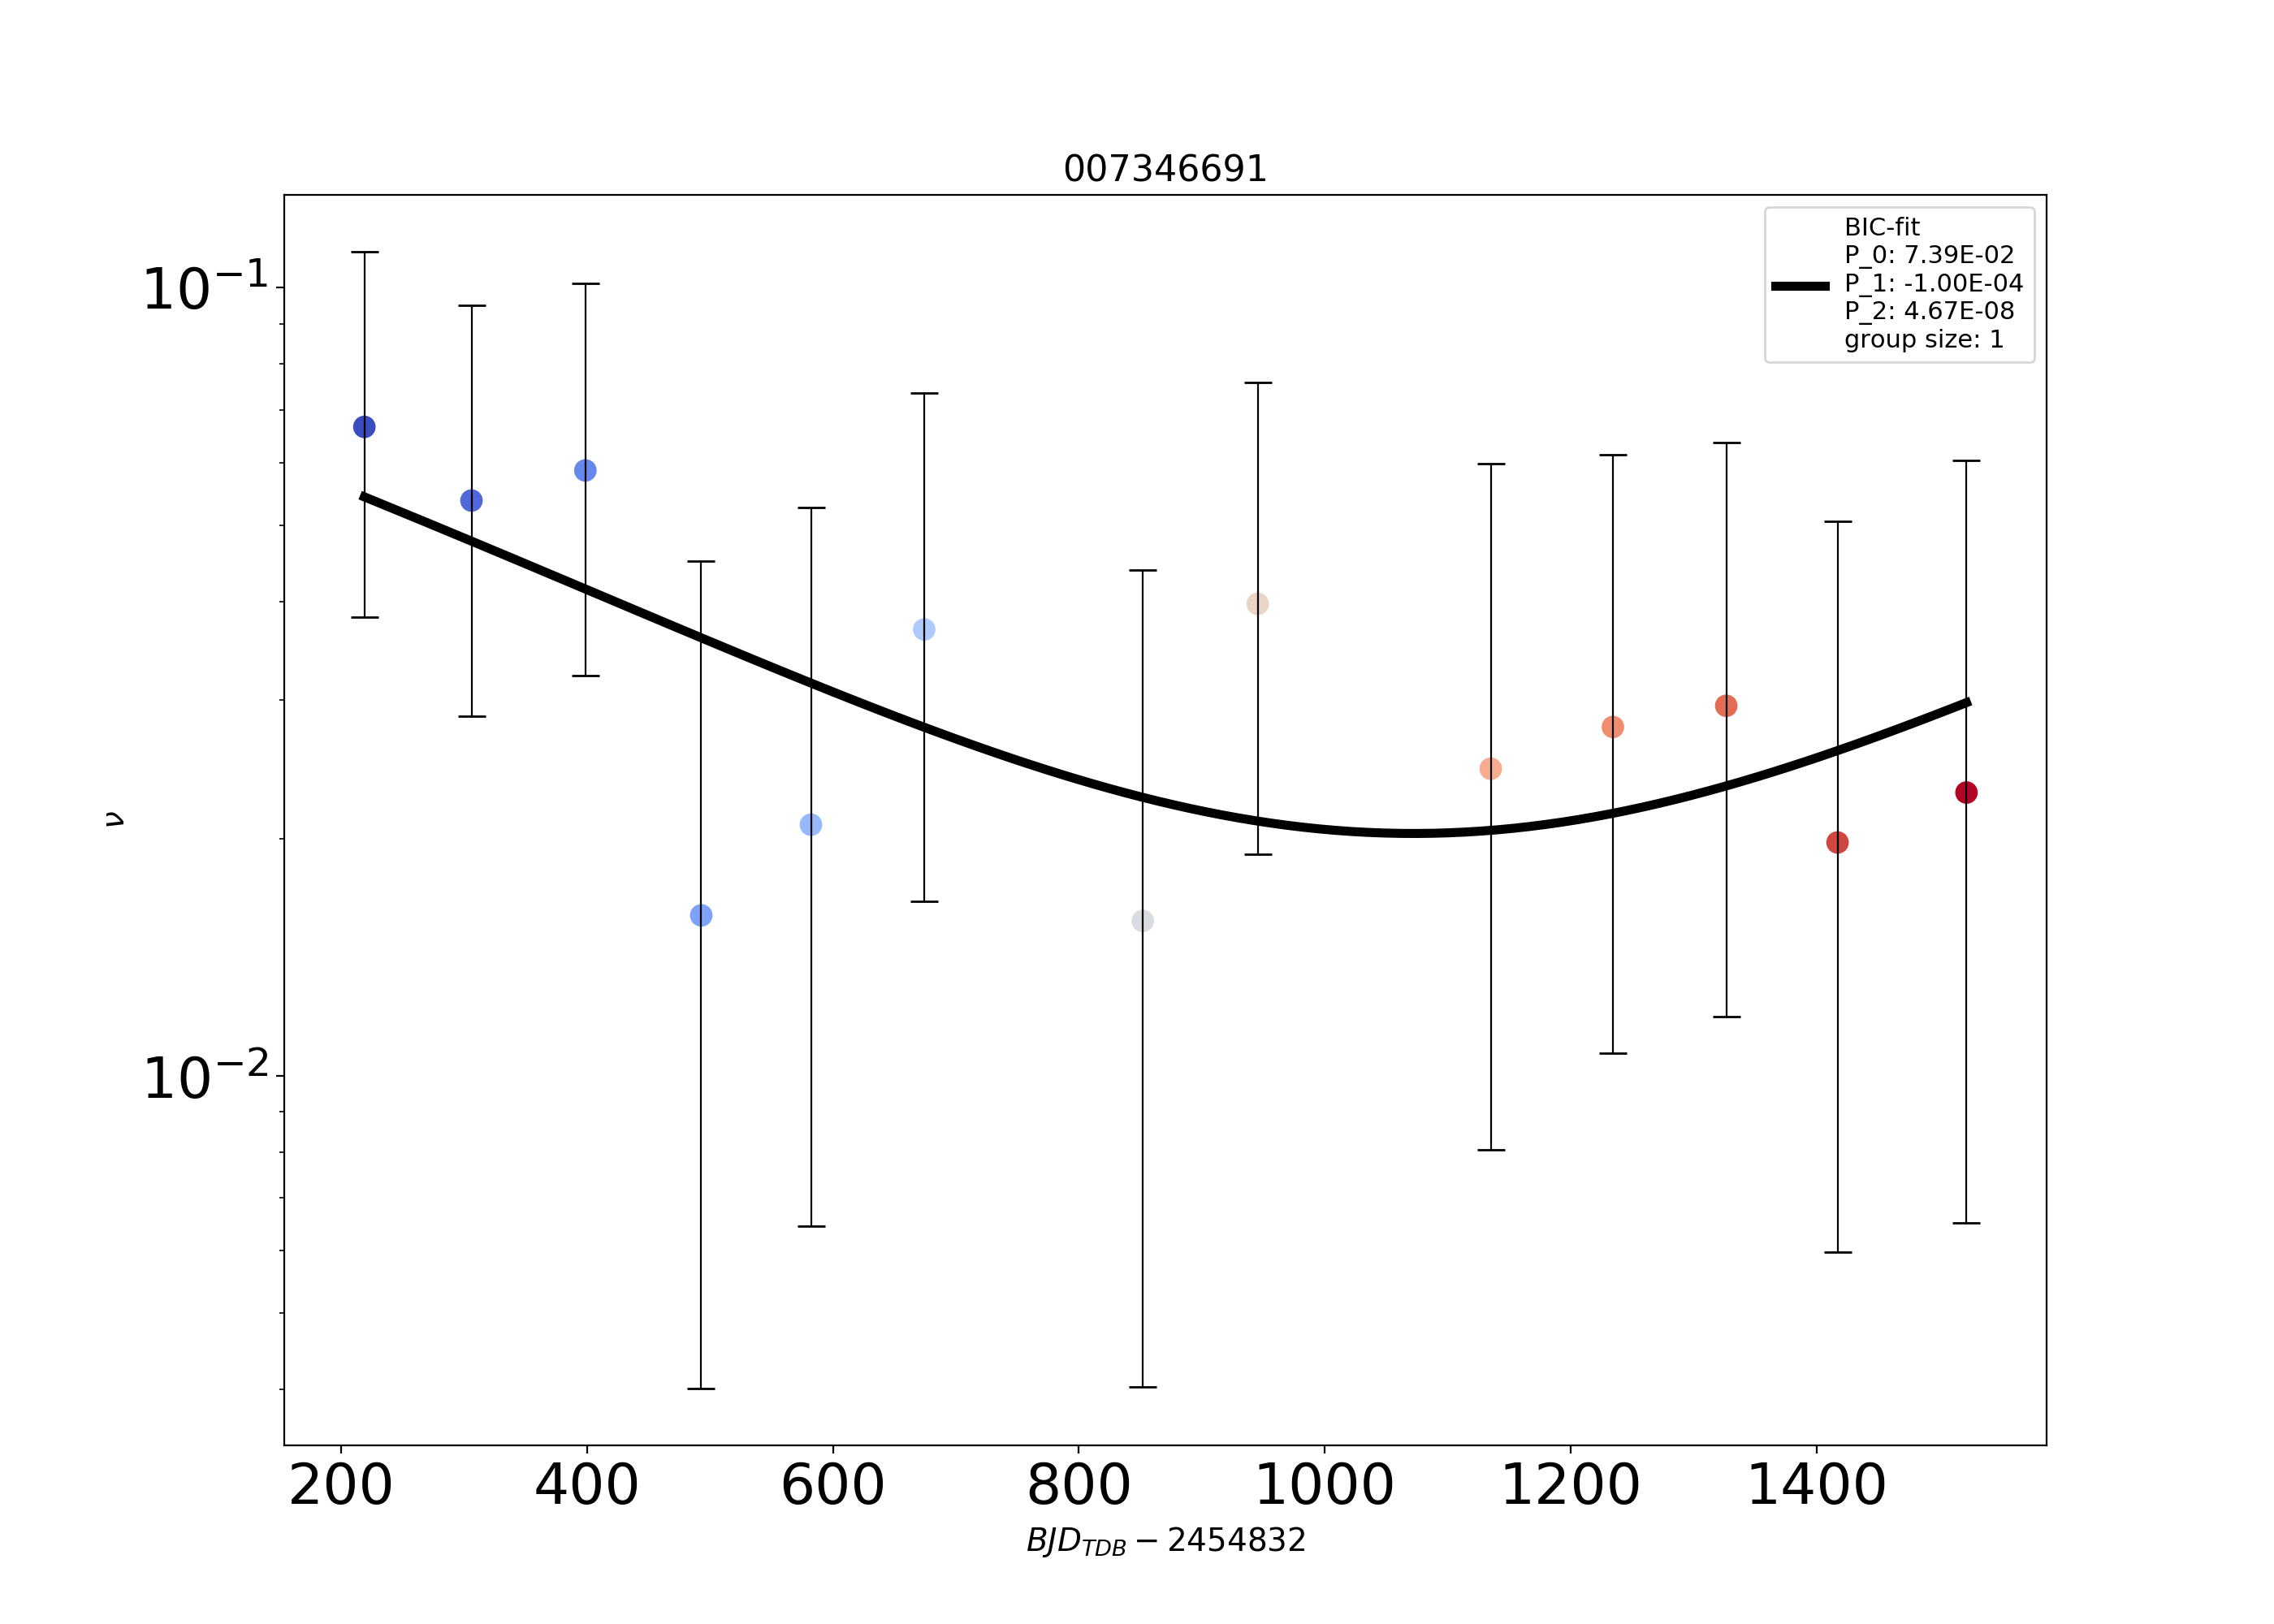 007346691
BIC-fit
P_0: 7.39E-02
P_1: -1.00E-04
P_2: 4.67E-08
group size: 1
10⁻¹
ν
10⁻²
200 400 600 800 1000 1200 1400
BJD_TDB − 2454832